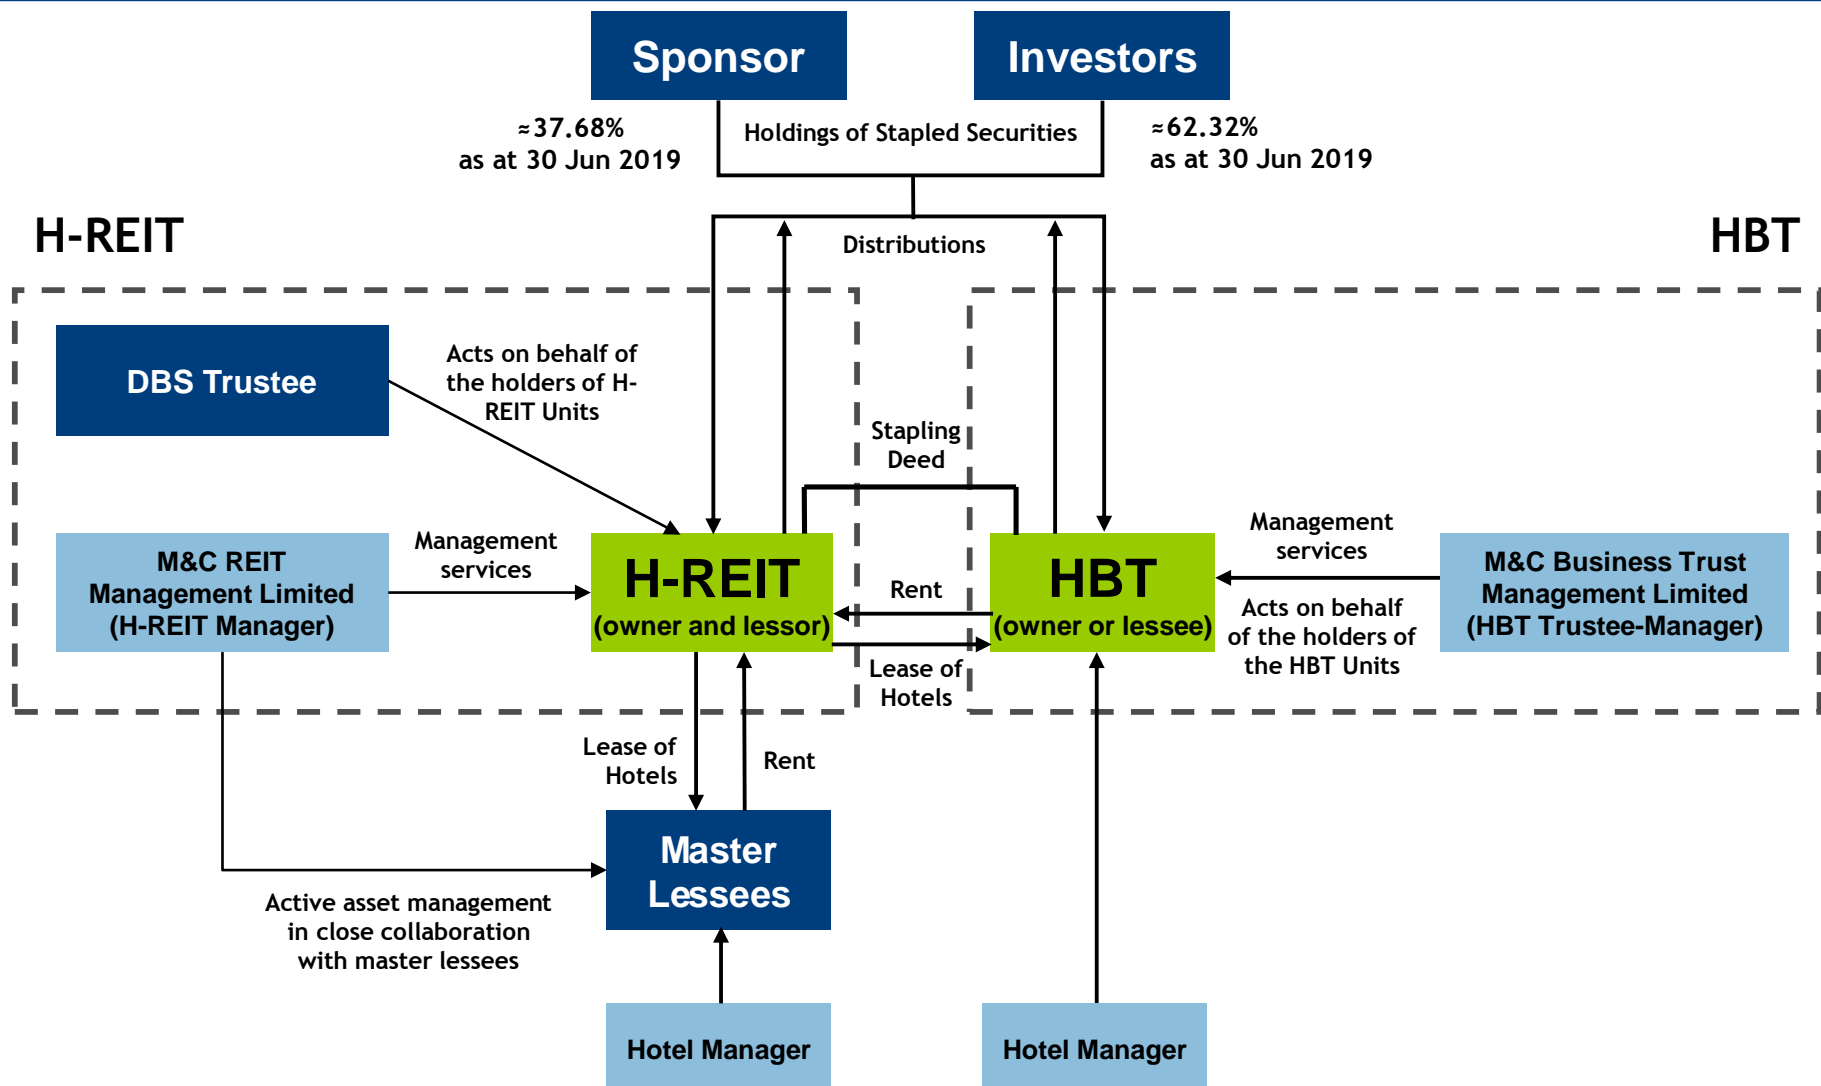 Sponsor
Investors
≈37.68%
as at 30 Jun 2019
Holdings of Stapled Securities
≈62.32%
as at 30 Jun 2019
H-REIT
HBT
Distributions
DBS Trustee
Acts on behalf of
the holders of H-
REIT Units
Stapling
Deed
M&C REIT
Management Limited
(H-REIT Manager)
Management
services
H-REIT
(owner and lessor)
Rent
Lease of
Hotels
HBT
(owner or lessee)
Management
services
Acts on behalf
of the holders of
the HBT Units
M&C Business Trust
Management Limited
(HBT Trustee-Manager)
Lease of
Hotels
Rent
Master
Lessees
Active asset management
in close collaboration
with master lessees
Hotel Manager
Hotel Manager